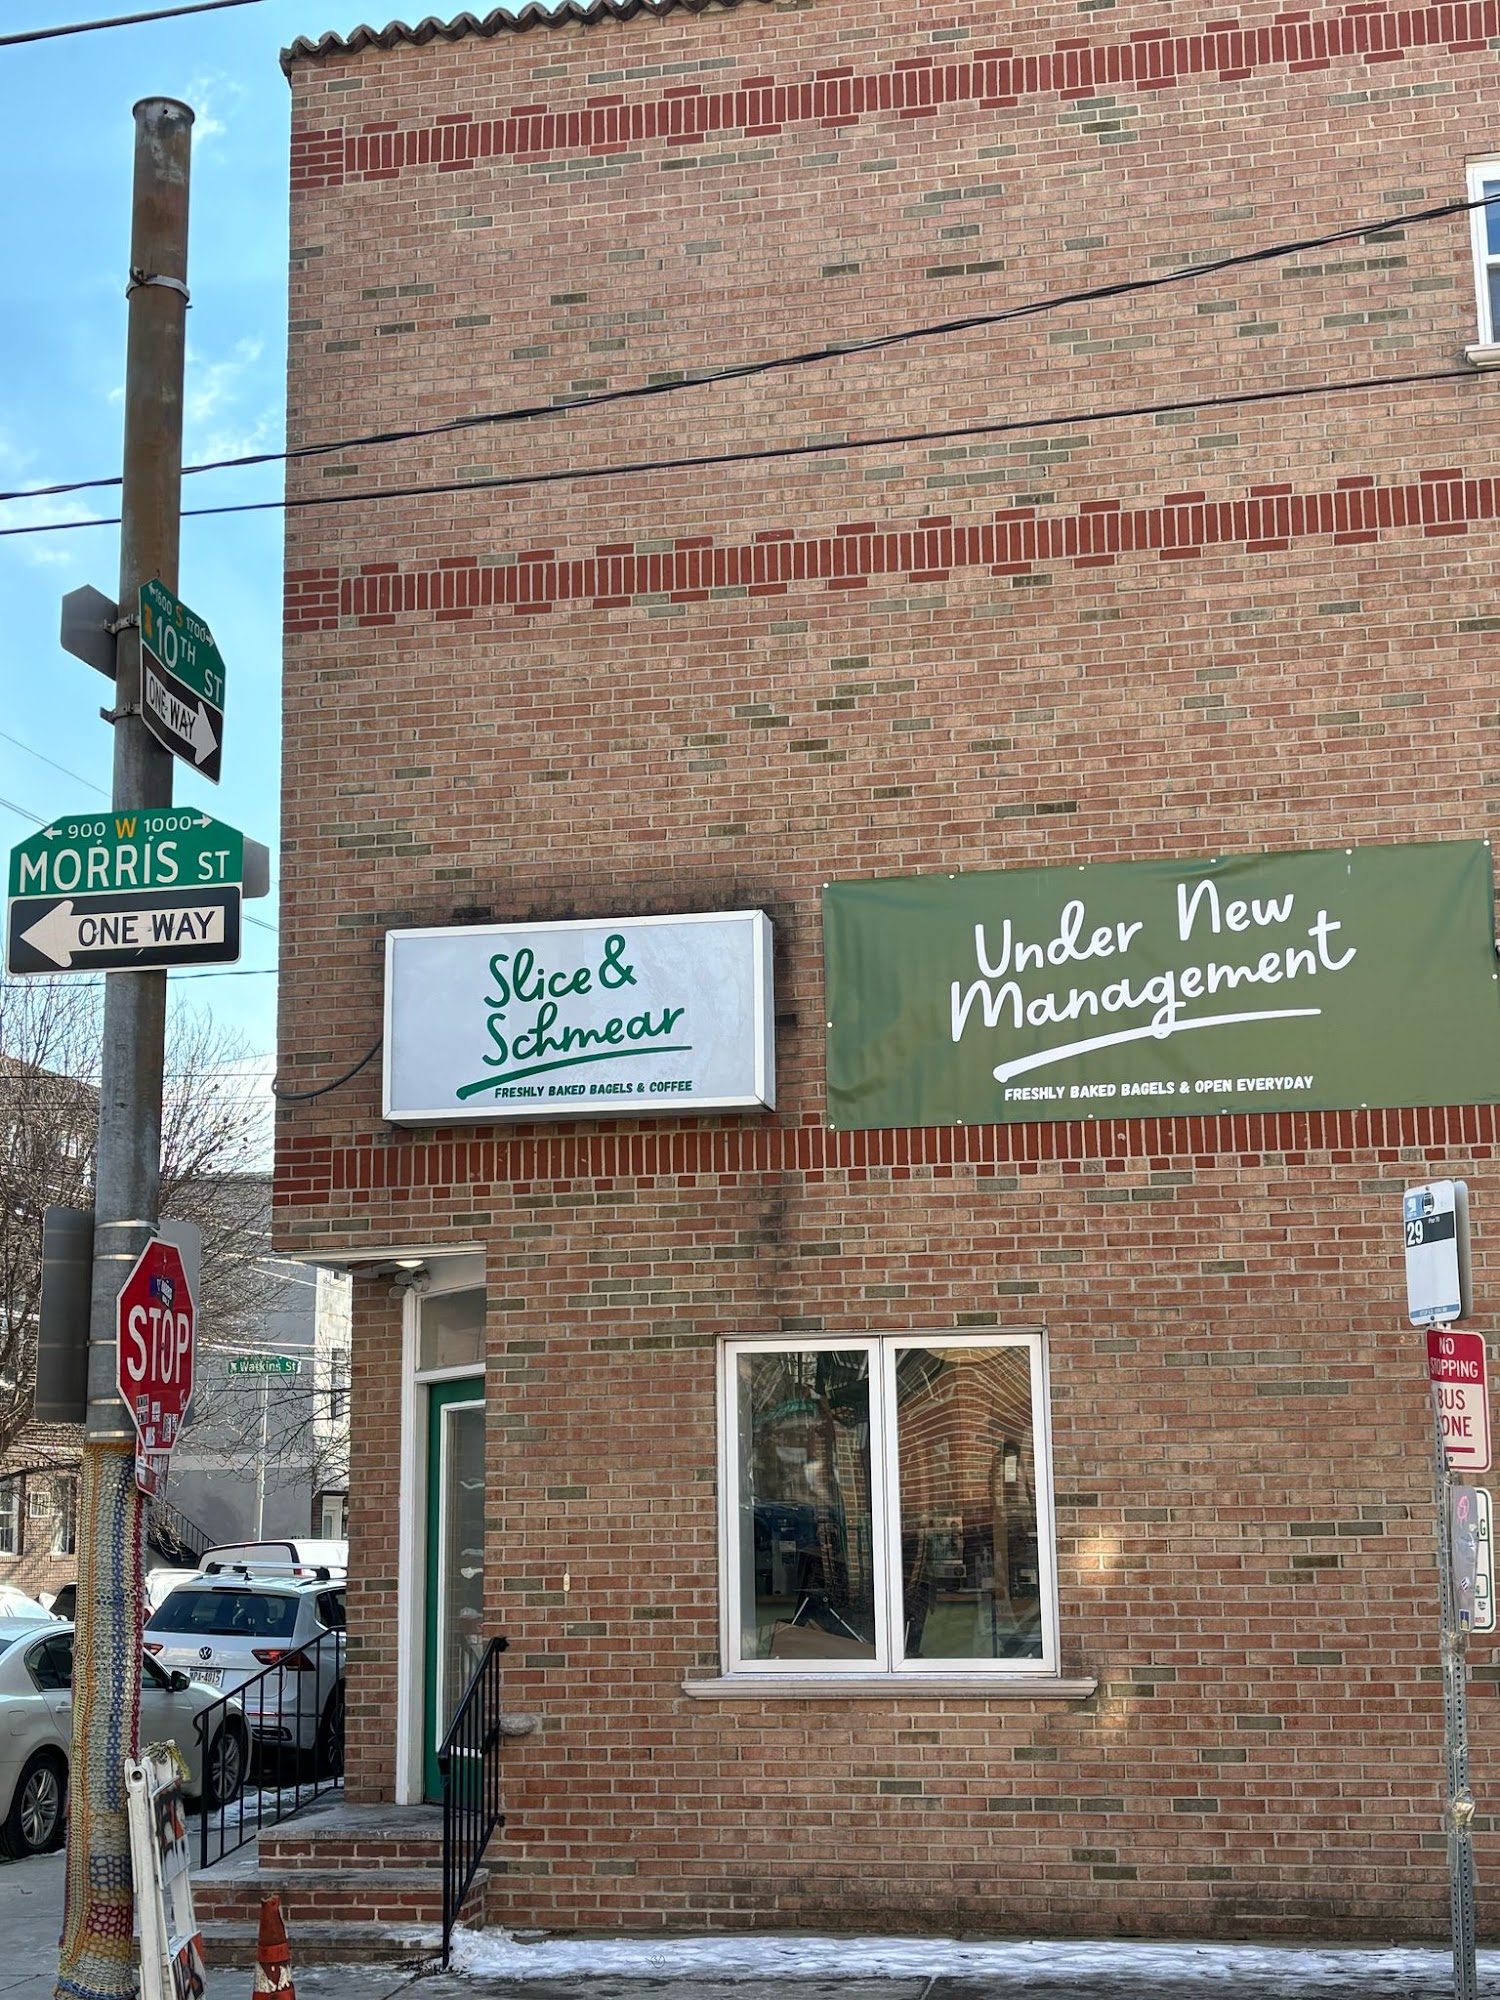 1600 S 1700
10TH ST
ONE WAY
900 W 1000
MORRIS ST
ONE WAY
Slice &
Schmear
FRESHLY BAKED BAGELS & COFFEE
Under New
Management
FRESHLY BAKED BAGELS & OPEN EVERYDAY
29
STOP
Watkins St
NO
STOPPING
BUS
ONE